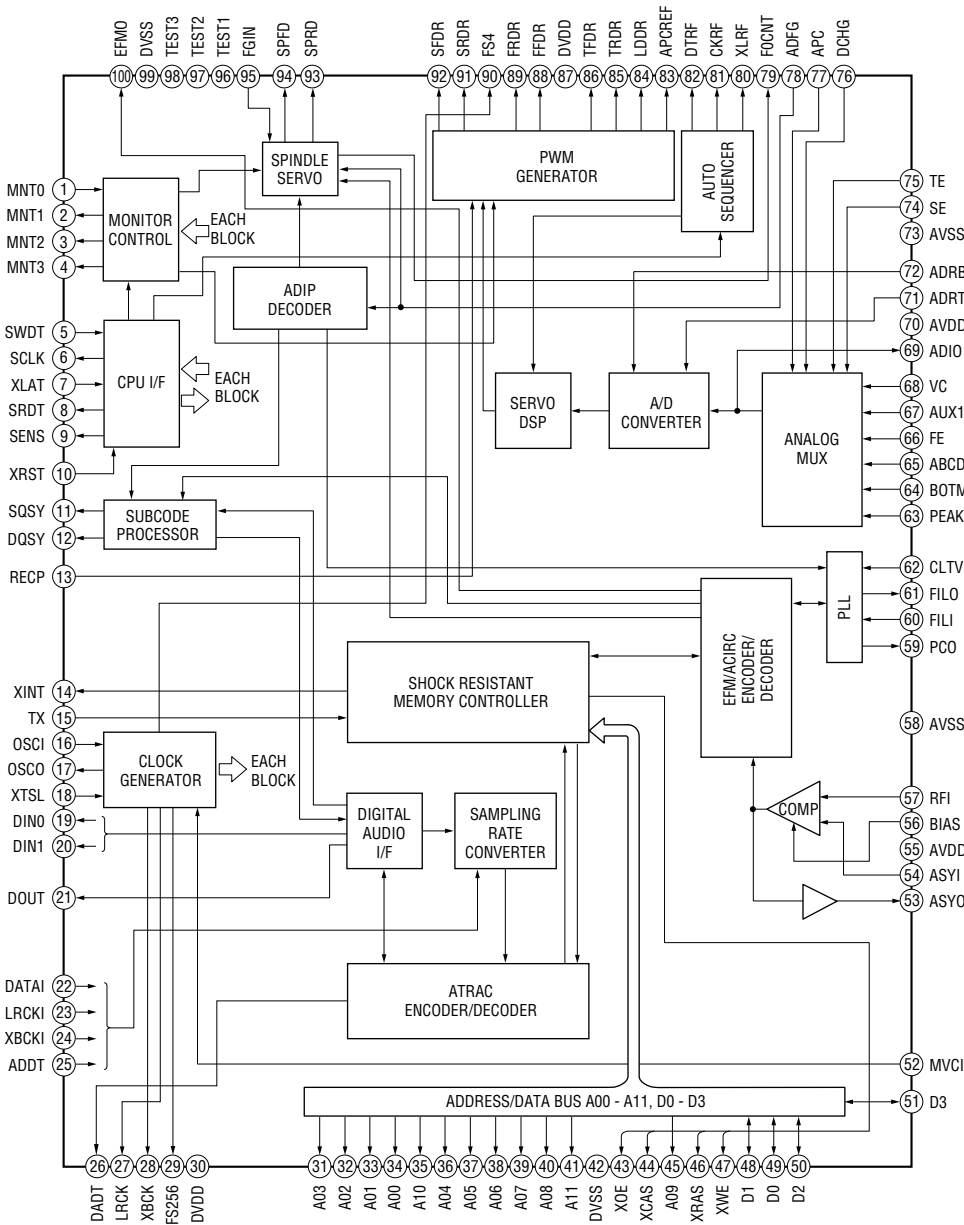 EFMO
DVSS
TEST3
TEST2
TEST1
FGIN
SPFD
SPRD
SFDR
SRDR
FS4
FRDR
FFDR
DVDD
TFDR
TRDR
LDDR
APCREF
DTRF
CKRF
XLRF
F0CNT
ADFG
APC
DCHG
100 99 98 97 96 95 94 93 92 91 90 89 88 87 86 85 84 83 82 81 80 79 78 77 76
MNT0 1
MNT1 2
MNT2 3
MNT3 4
MONITOR
CONTROL
EACH
BLOCK
SPINDLE
SERVO
PWM
GENERATOR
AUTO
SEQUENCER
75 TE
74 SE
73 AVSS
72 ADRB
71 ADRT
70 AVDD
69 ADIO
68 VC
67 AUX1
66 FE
65 ABCD
64 BOTM
63 PEAK
ADIP
DECODER
SWDT 5
SCLK 6
XLAT 7
SRDT 8
SENS 9
XRST 10
CPU I/F
EACH
BLOCK
SERVO
DSP
A/D
CONVERTER
ANALOG
MUX
SQSY 11
DQSY 12
SUBCODE
PROCESSOR
RECP 13
62 CLTV
61 FILO
60 FILI
59 PCO
PLL
EFM/ACIRC
ENCODER/
DECODER
SHOCK RESISTANT
MEMORY CONTROLLER
XINT 14
TX 15
OSCI 16
OSCO 17
XTSL 18
DIN0 19
DIN1 20
DOUT 21
CLOCK
GENERATOR
EACH
BLOCK
58 AVSS
57 RFI
56 BIAS
55 AVDD
54 ASYI
53 ASYO
COMP
DIGITAL
AUDIO
I/F
SAMPLING
RATE
CONVERTER
DATAI 22
LRCKI 23
XBCKI 24
ADDT 25
ATRAC
ENCODER/DECODER
52 MVCI
51 D3
ADDRESS/DATA BUS A00 - A11, D0 - D3
26 27 28 29 30 31 32 33 34 35 36 37 38 39 40 41 42 43 44 45 46 47 48 49 50
DADT
LRCK
XBCK
FS256
DVDD
A03
A02
A01
A00
A10
A04
A05
A06
A07
A08
A11
DVSS
XOE
XCAS
A09
XRAS
XWE
D1
D0
D2